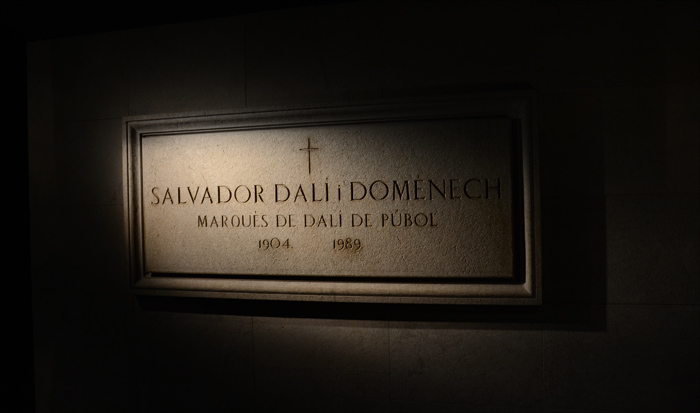 SALVADOR DALÍ i DOMÈNECH
MARQUÈS DE DALÍ DE PÚBOL
1904. 1989.